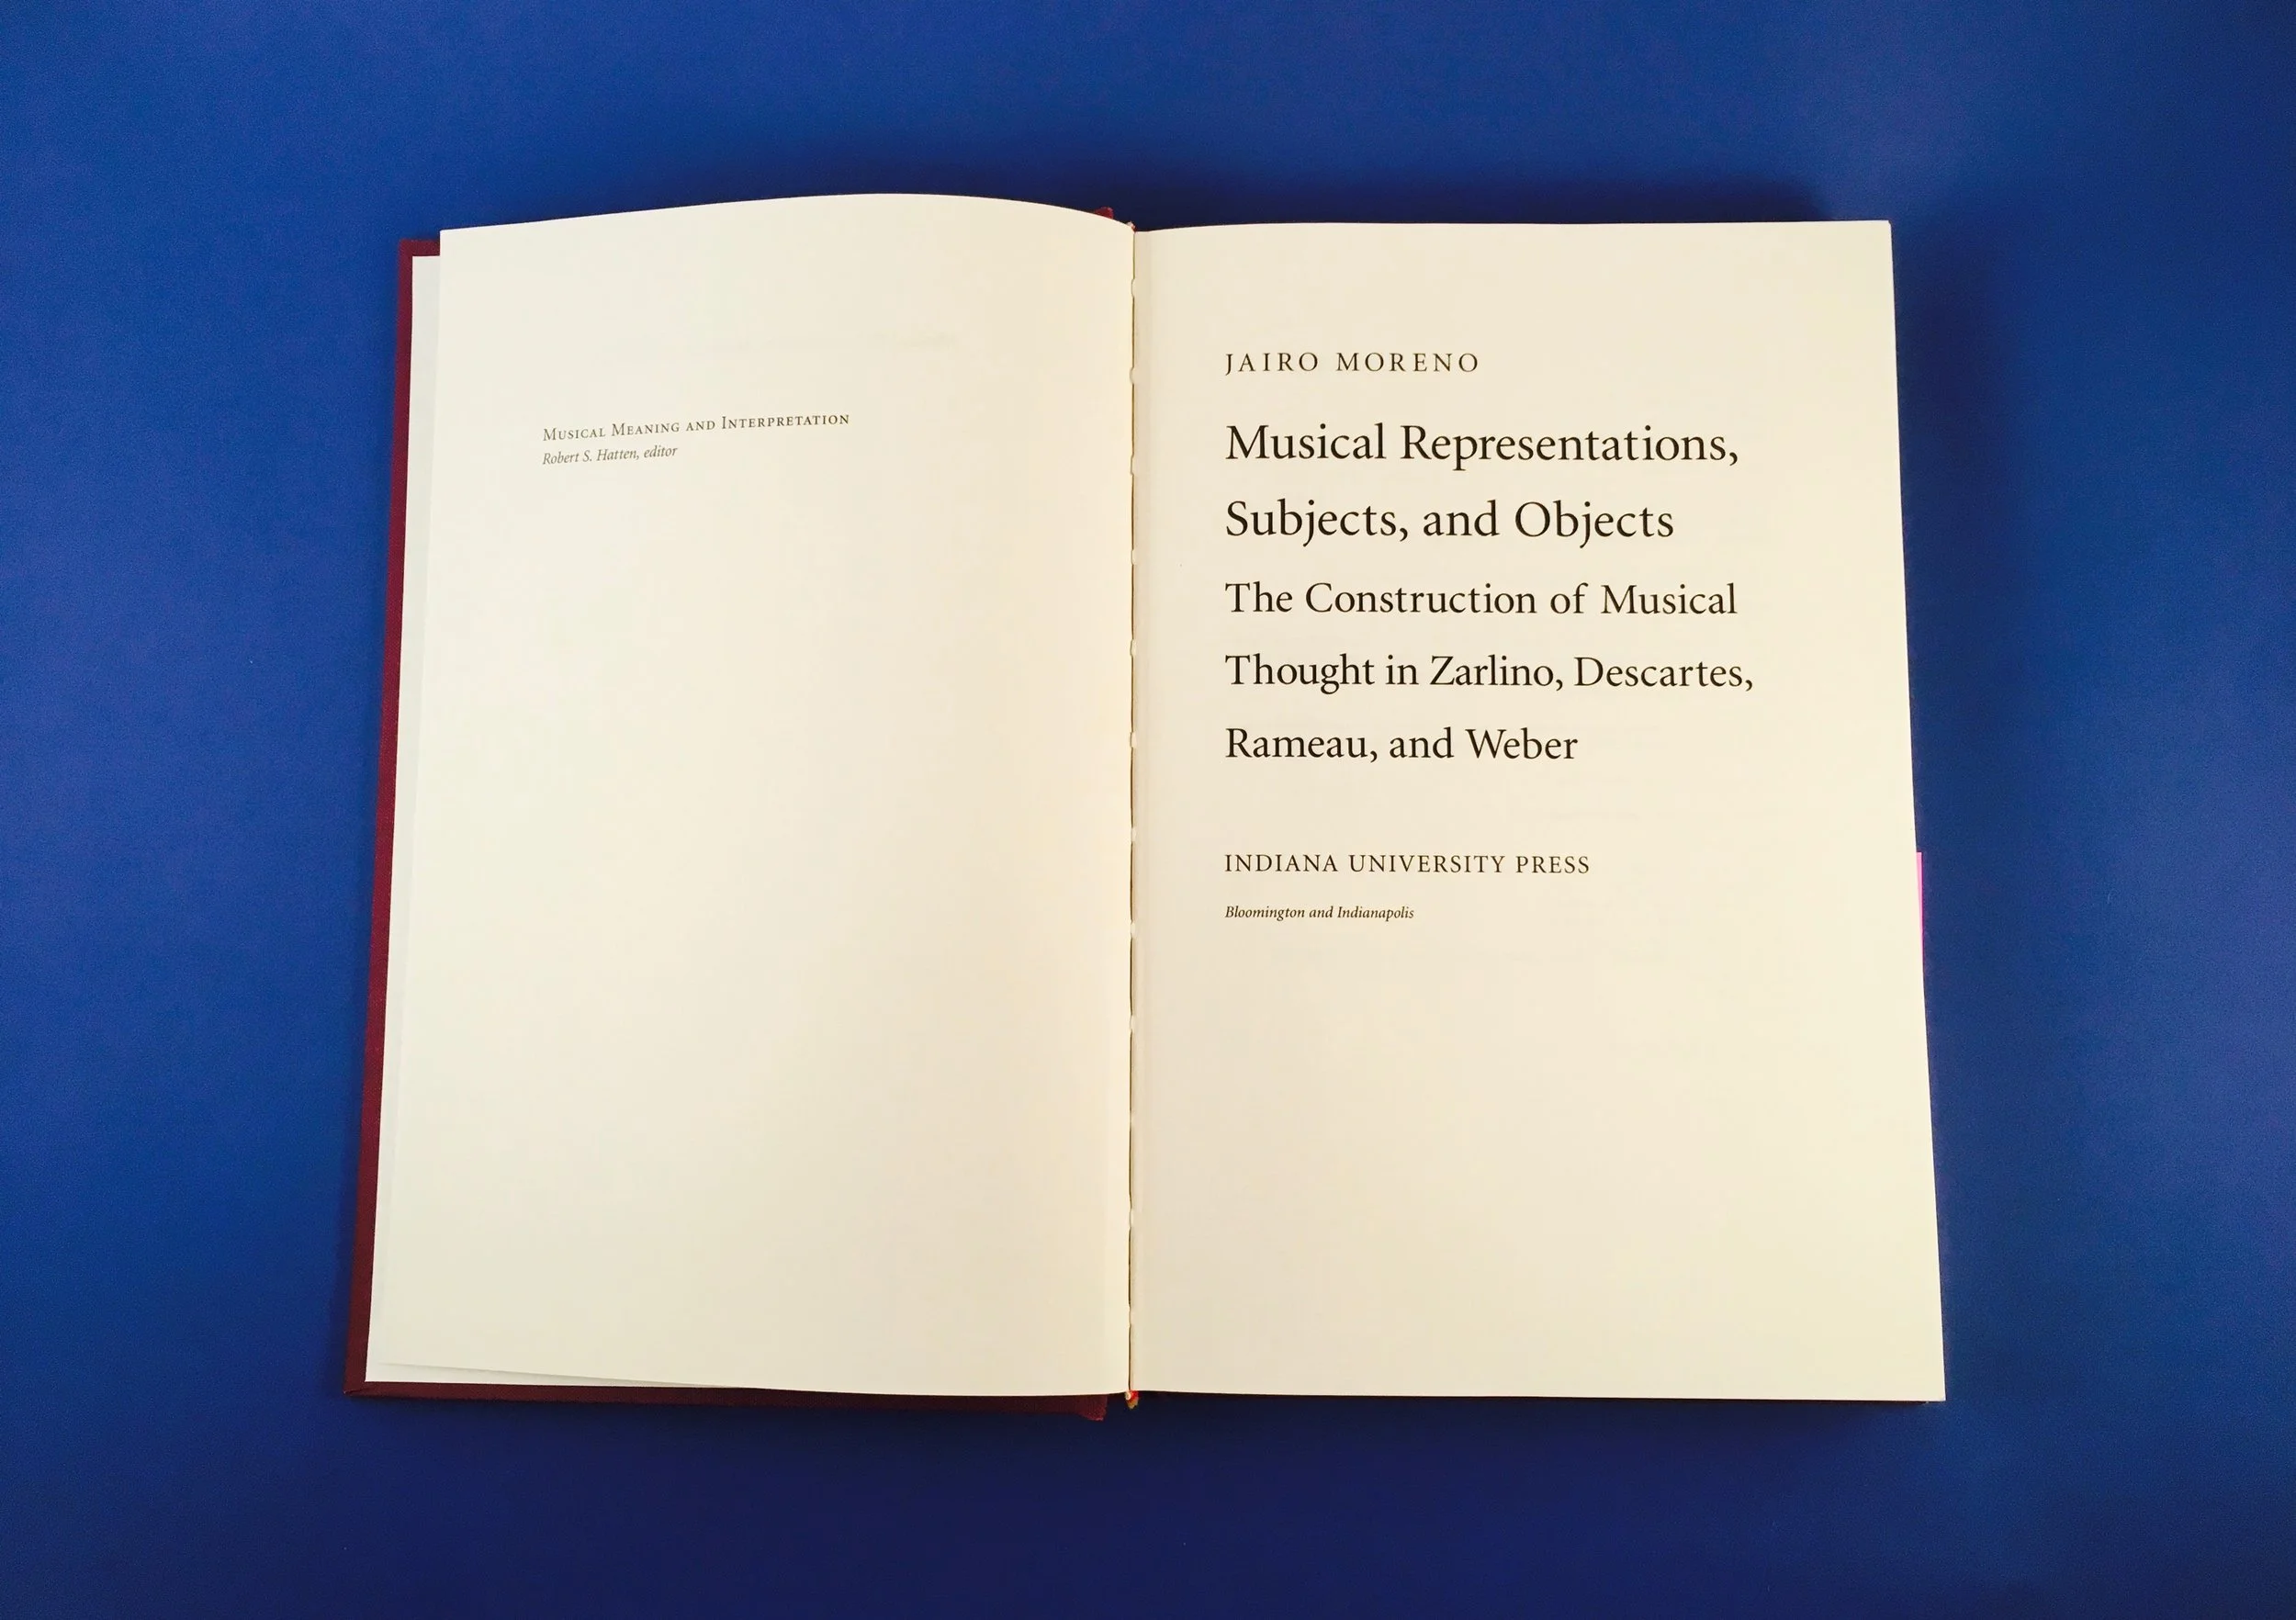 Musical Meaning and Interpretation
Robert S. Hatten, editor
JAIRO MORENO
Musical Representations,
Subjects, and Objects
The Construction of Musical
Thought in Zarlino, Descartes,
Rameau, and Weber
INDIANA UNIVERSITY PRESS
Bloomington and Indianapolis